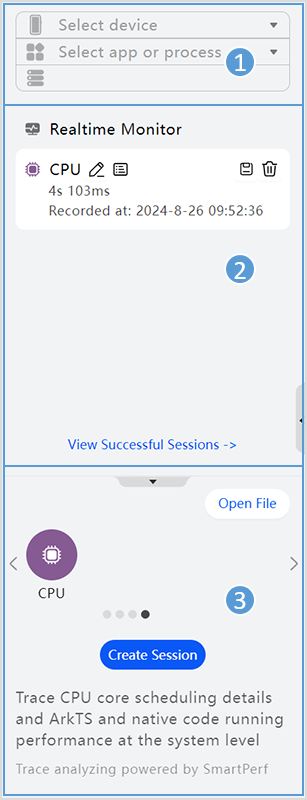 Select device
Select app or process
1
Realtime Monitor
CPU
4s 103ms
Recorded at: 2024-8-26 09:52:36
2
View Successful Sessions ->
Open File
CPU
3
Create Session
Trace CPU core scheduling details
and ArkTS and native code running
performance at the system level
Trace analyzing powered by SmartPerf